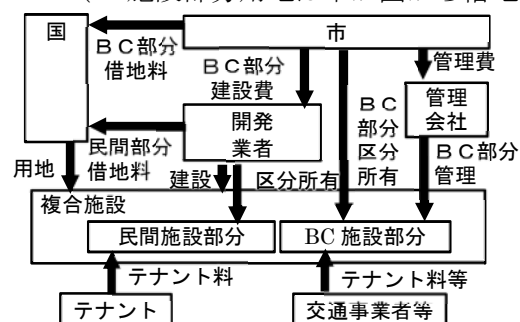 国
市
ＢＣ部分
借地料
ＢＣ部分
建設費
管理費
ＢＣ
部分
区分
所有
管理
会社
開発
業者
民間部分
借地料
用地
建設
区分所有
ＢＣ部分
管理
複合施設
民間施設部分
BC 施設部分
テナント料
テナント料等
テナント
交通事業者等